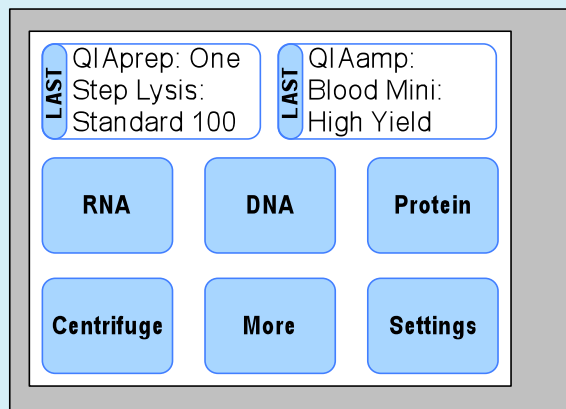 LAST
QIAprep: One
Step Lysis:
Standard 100
LAST
QIAamp:
Blood Mini:
High Yield
RNA
DNA
Protein
Centrifuge
More
Settings